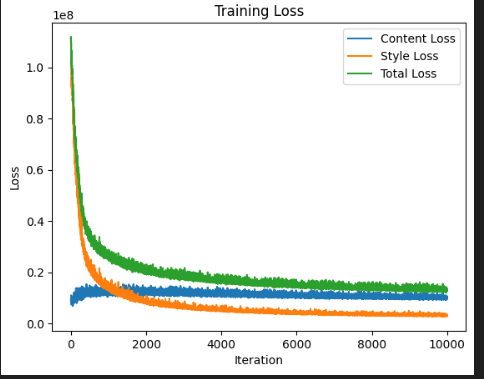 Training Loss
1e8
Content Loss
Style Loss
Total Loss
1.0
0.8
0.6
0.4
0.2
0.0
Loss
0 2000 4000 6000 8000 10000
Iteration